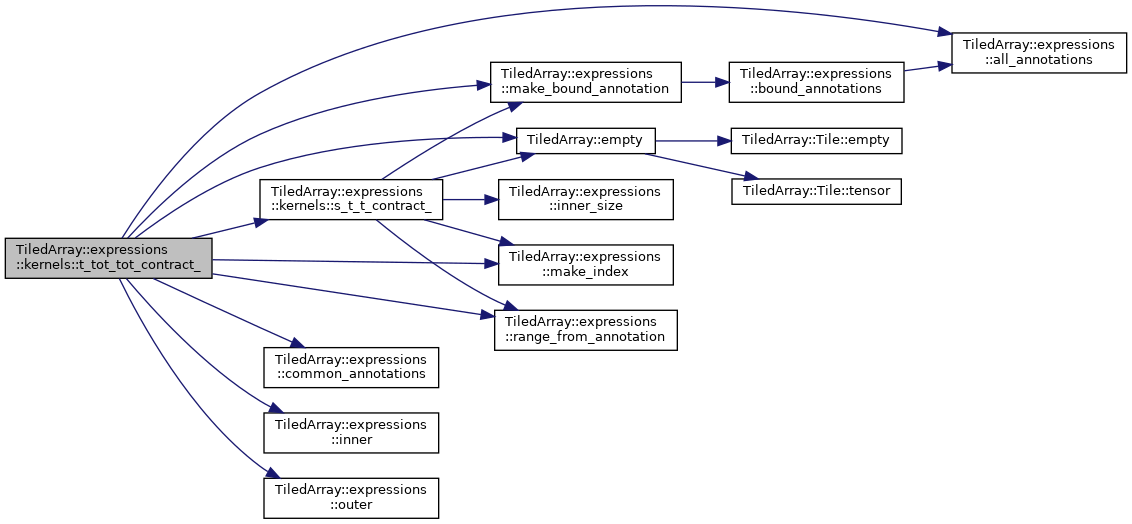 TiledArray::expressions
::all_annotations
TiledArray::expressions
::make_bound_annotation
TiledArray::expressions
::bound_annotations
TiledArray::empty
TiledArray::Tile::empty
TiledArray::expressions
::kernels::s_t_t_contract_
TiledArray::expressions
::inner_size
TiledArray::Tile::tensor
TiledArray::expressions
::kernels::t_tot_tot_contract_
TiledArray::expressions
::make_index
TiledArray::expressions
::range_from_annotation
TiledArray::expressions
::common_annotations
TiledArray::expressions
::inner
TiledArray::expressions
::outer